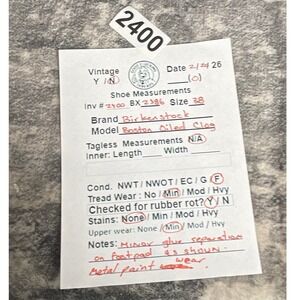 2400
Vintage
Y / N
Date 2/24 26
(0)
Shoe Measurements
Inv # 2400 BX 2386 Size 38
Brand Birkenstock
Model Boston Oiled Clog
Tagless Measurements N/A
Inner: Length Width
Cond. NWT / NWOT / EC / G / F
Tread Wear: No / Min / Mod / Hvy
Checked for rubber rot? Y / N
Stains: None / Min / Mod / Hvy
Upper wear: None / Min / Mod / Hvy
Notes: Minor glue separation
on footpad as shown.
Metal paint wear